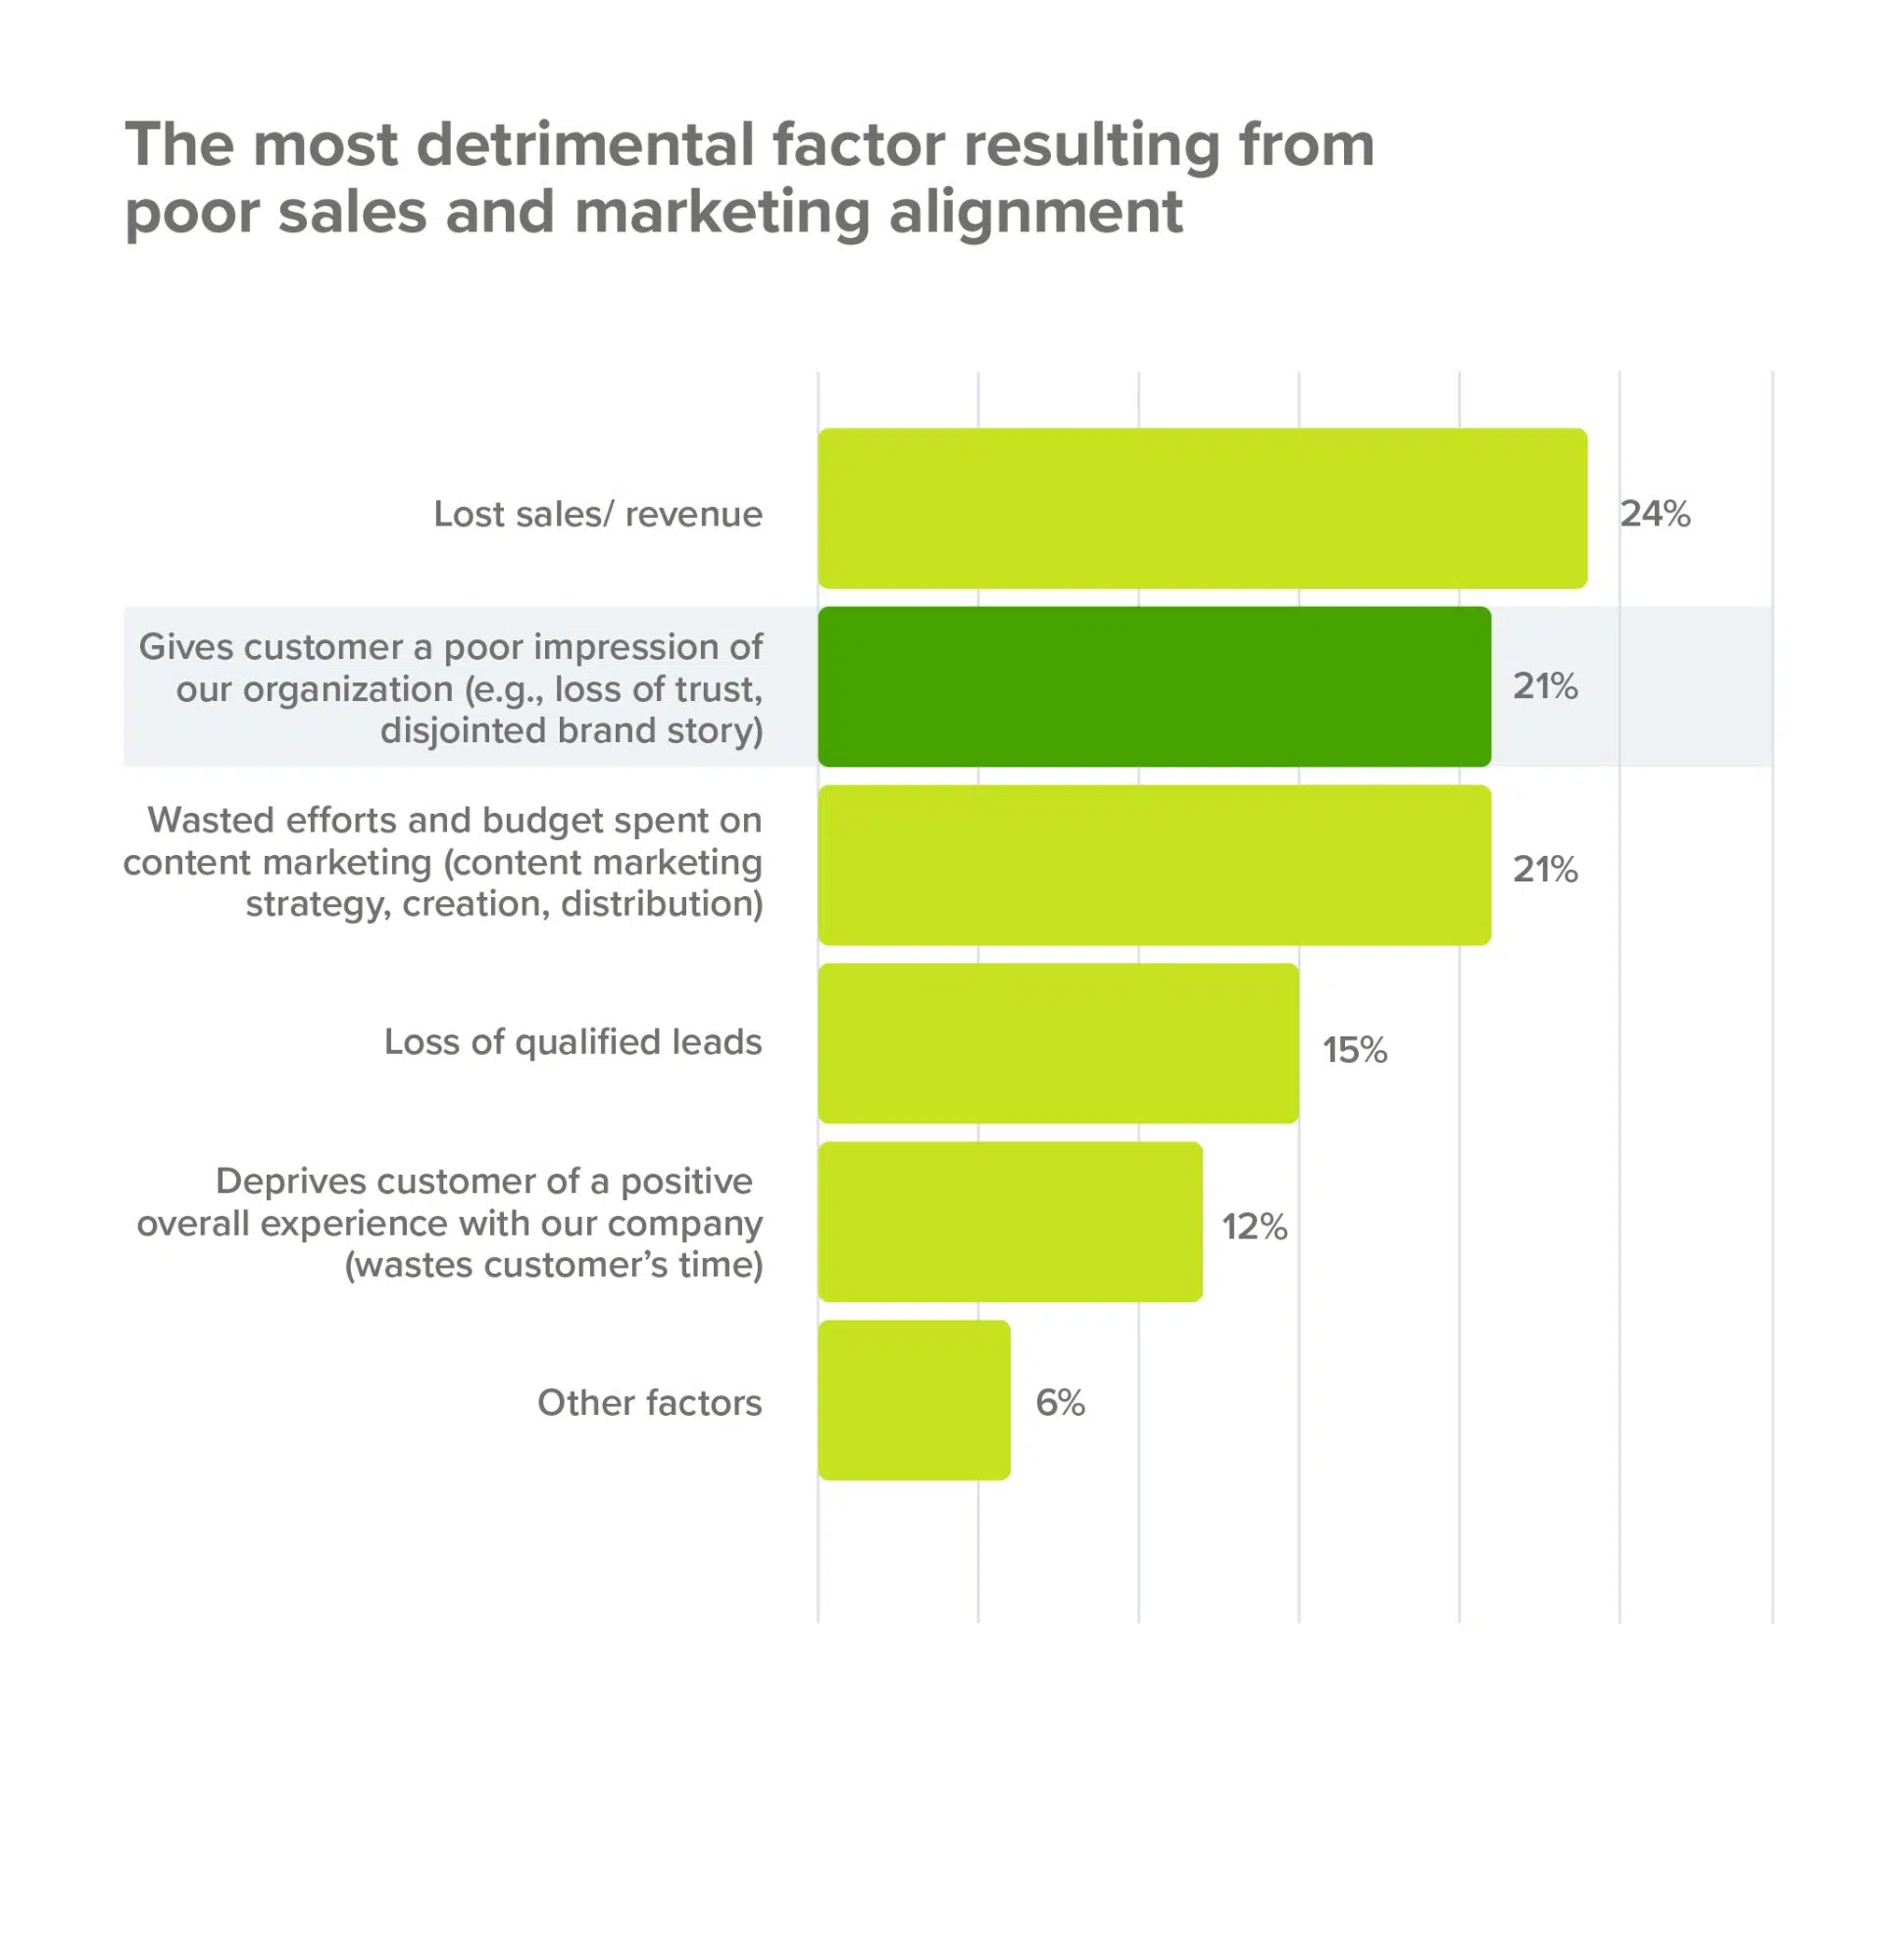 The most detrimental factor resulting from
poor sales and marketing alignment
Lost sales/ revenue
24%
Gives customer a poor impression of
our organization (e.g., loss of trust,
disjointed brand story)
21%
Wasted efforts and budget spent on
content marketing (content marketing
strategy, creation, distribution)
21%
Loss of qualified leads
15%
Deprives customer of a positive
overall experience with our company
(wastes customer’s time)
12%
Other factors
6%